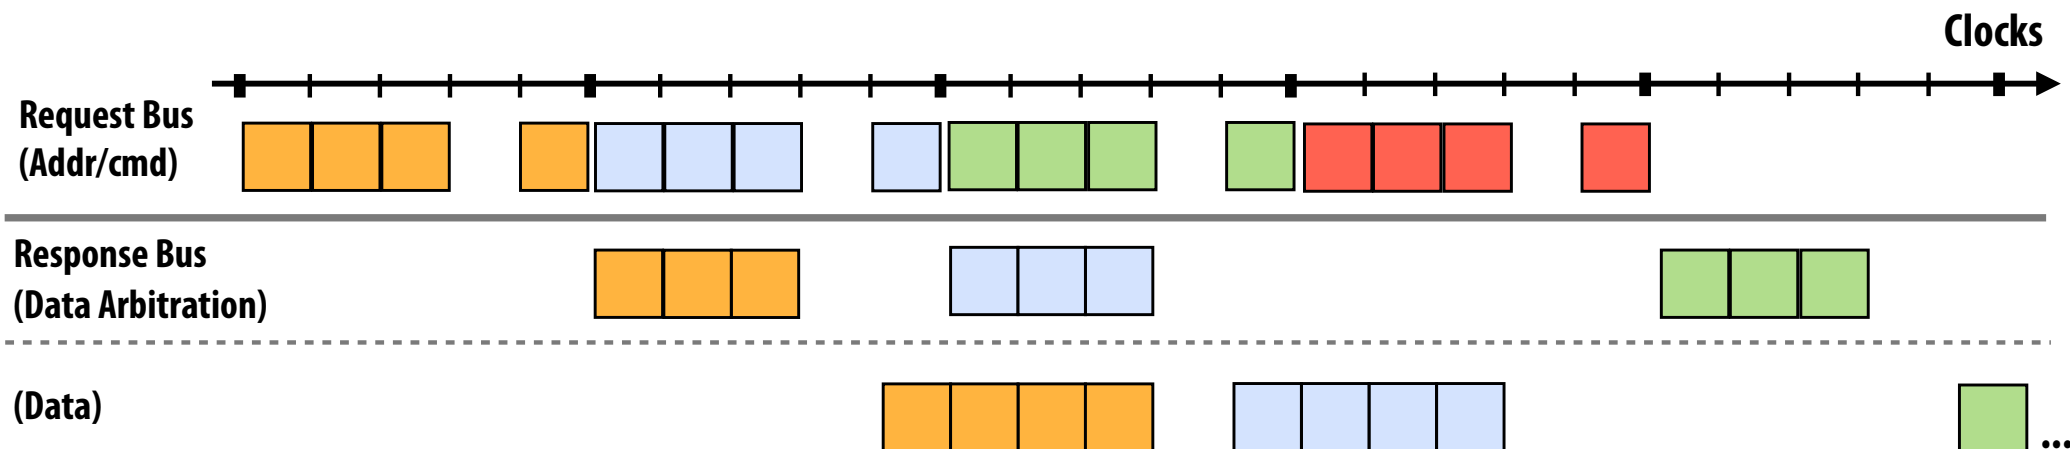 Clocks
Request Bus
(Addr/cmd)
Response Bus
(Data Arbitration)
(Data)
...